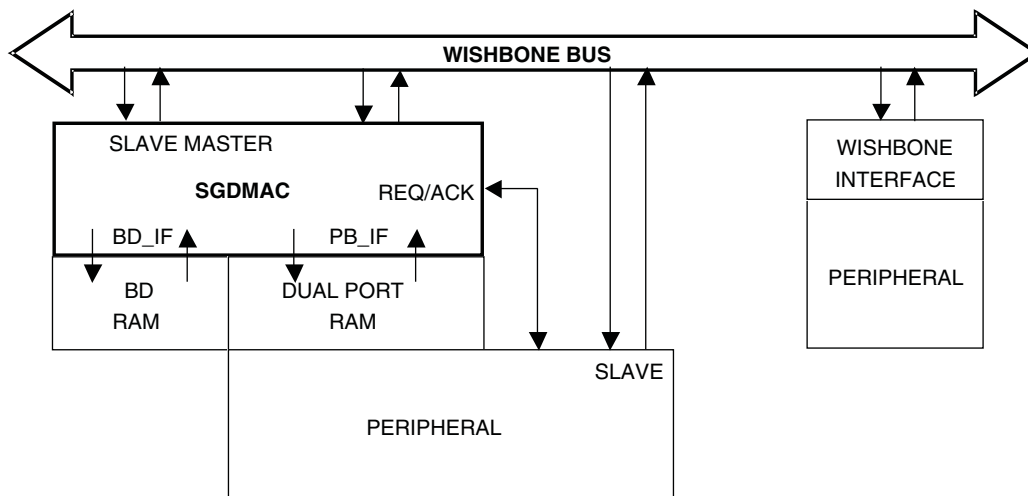 WISHBONE BUS
SLAVE MASTER
SGDMAC
REQ/ACK
BD_IF
PB_IF
BD
RAM
DUAL PORT
RAM
SLAVE
PERIPHERAL
WISHBONE
INTERFACE
PERIPHERAL